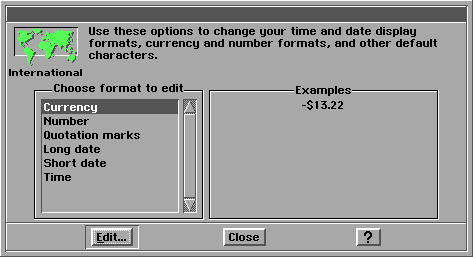 Use these options to change your time and date display
formats, currency and number formats, and other default
characters.
International
Choose format to edit
Currency
Number
Quotation marks
Long date
Short date
Time
Examples
-$13.22
Edit...
Close
?